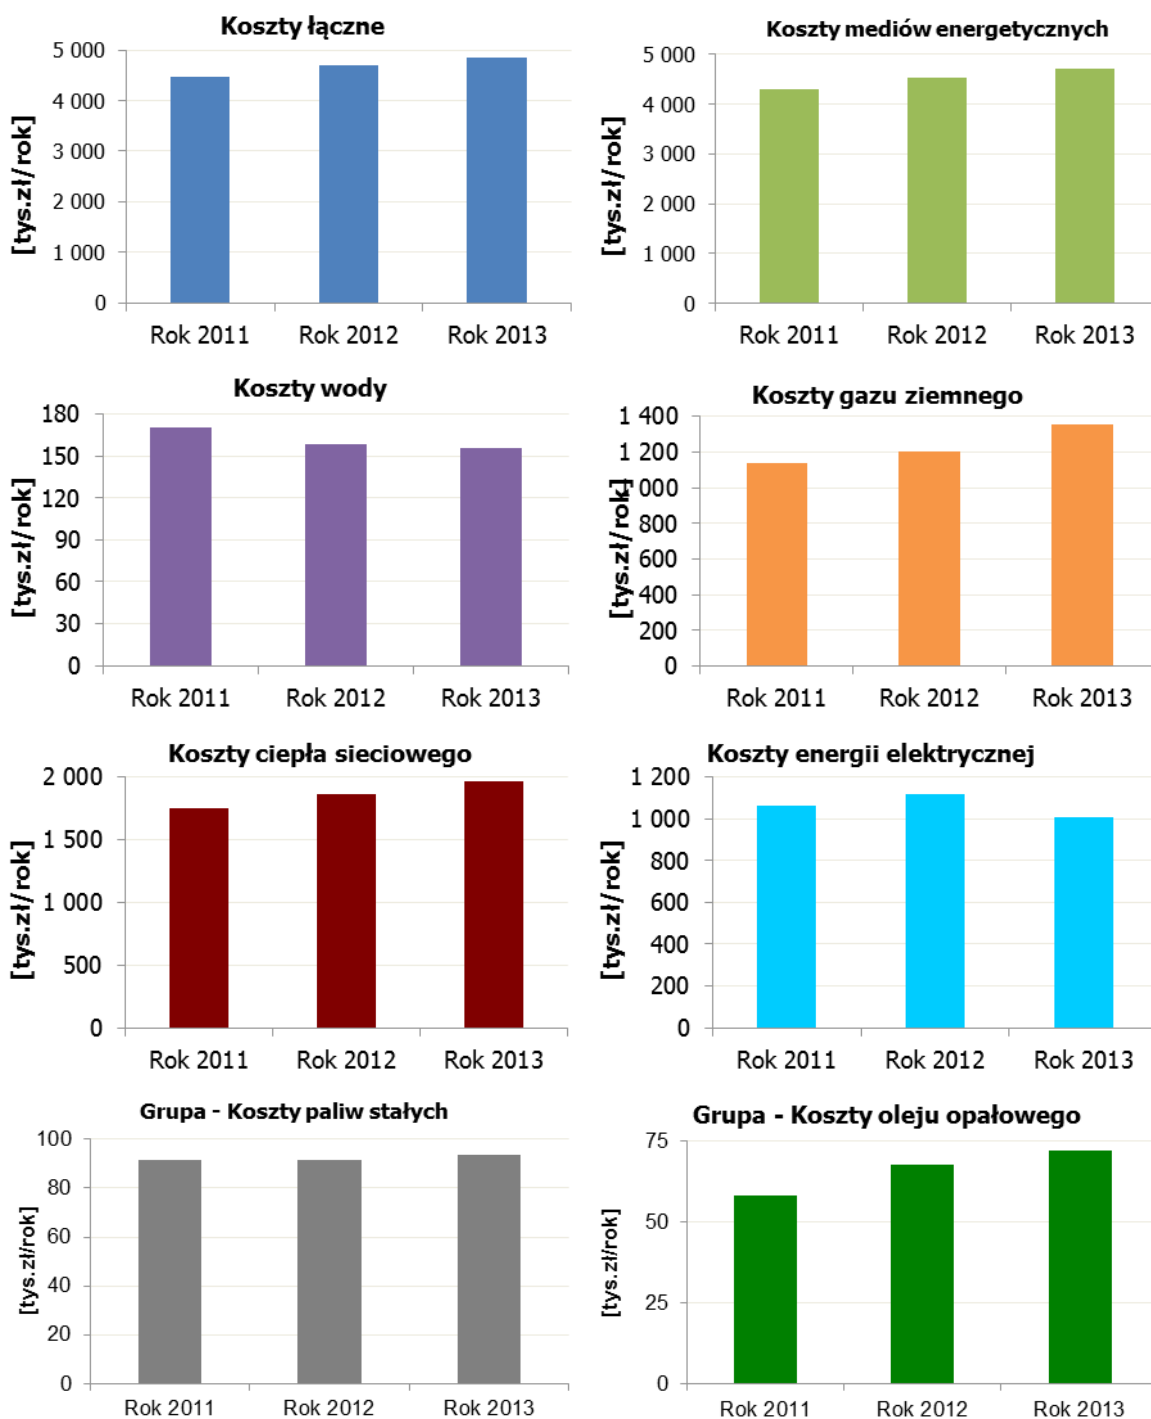 Koszty łączne
[tys.zł/rok]
5 000
4 000
3 000
2 000
1 000
0
Rok 2011 Rok 2012 Rok 2013
Koszty mediów energetycznych
[tys.zł/rok]
5 000
4 000
3 000
2 000
1 000
0
Rok 2011 Rok 2012 Rok 2013
Koszty wody
[tys.zł/rok]
180
150
120
90
60
30
0
Rok 2011 Rok 2012 Rok 2013
Koszty gazu ziemnego
[tys.zł/rok]
1 400
1 200
1 000
800
600
400
200
0
Rok 2011 Rok 2012 Rok 2013
Koszty ciepła sieciowego
[tys.zł/rok]
2 000
1 500
1 000
500
0
Rok 2011 Rok 2012 Rok 2013
Koszty energii elektrycznej
[tys.zł/rok]
1 200
1 000
800
600
400
200
0
Rok 2011 Rok 2012 Rok 2013
Grupa - Koszty paliw stałych
[tys.zł/rok]
100
80
60
40
20
0
Rok 2011 Rok 2012 Rok 2013
Grupa - Koszty oleju opałowego
[tys.zł/rok]
75
50
25
0
Rok 2011 Rok 2012 Rok 2013